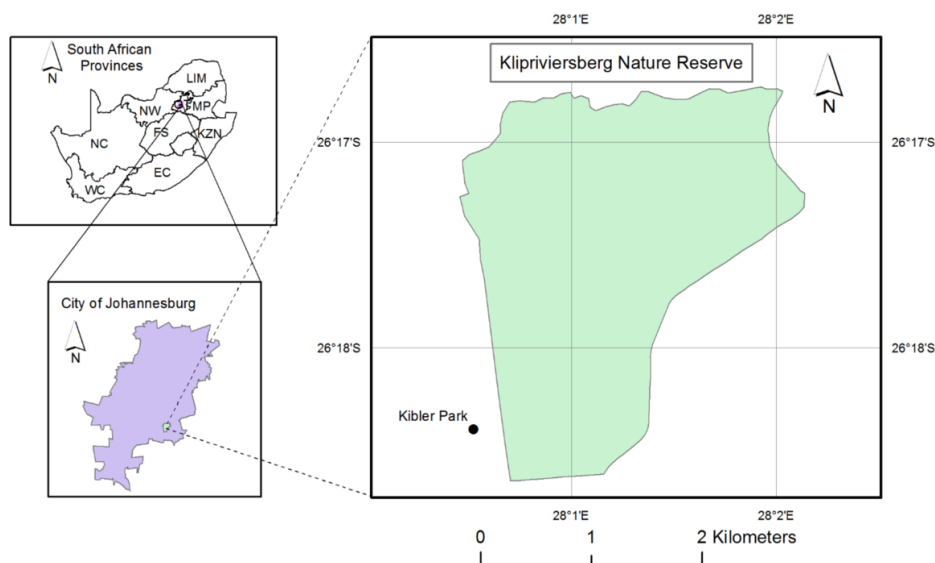 South African
Provinces
N
LIM
NW
MP
FS
KZN
NC
EC
WC
City of Johannesburg
N
28°1'E
28°2'E
Klipriviersberg Nature Reserve
N
26°17'S
26°17'S
26°18'S
26°18'S
Kibler Park
28°1'E
28°2'E
0
1
2 Kilometers